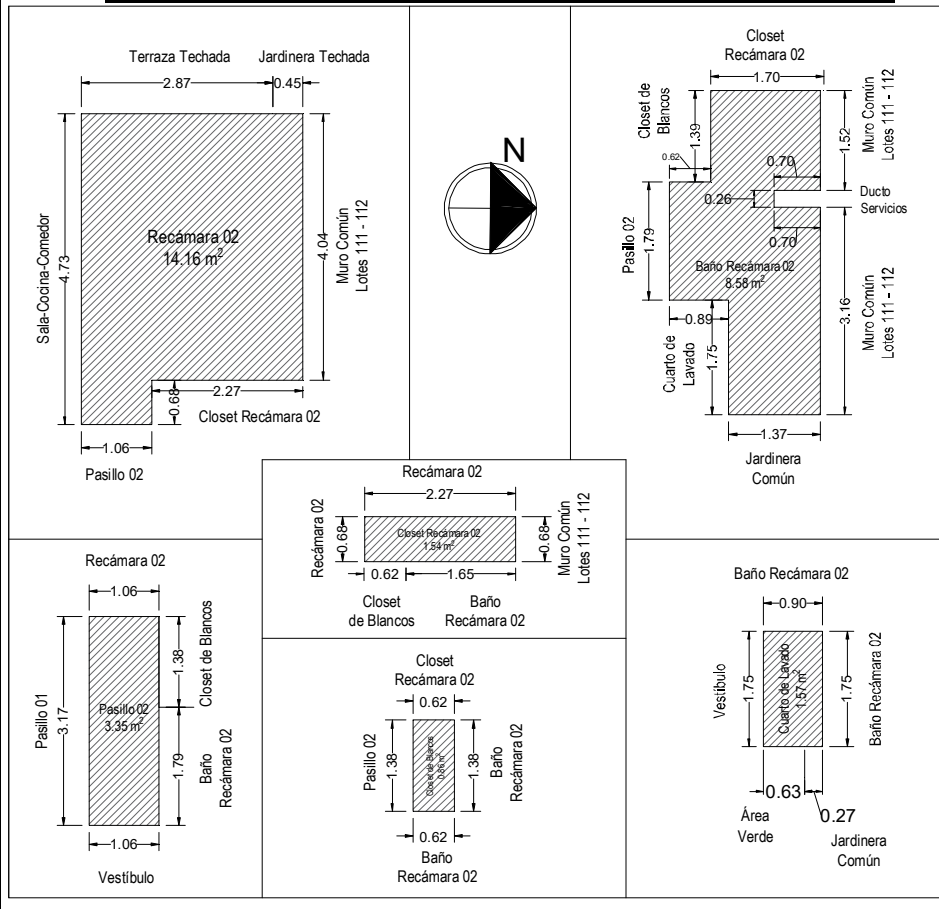 Terraza Techada
Jardinera Techada
2.87
0.45
Sala-Cocina-Comedor
4.73
Recámara 02
14.16 m²
4.04
Muro Común
Lotes 111 - 112
2.27
0.68
Closet Recámara 02
1.06
Pasillo 02
N
Closet
Recámara 02
1.70
Closet de
Blancos
1.39
1.52
Muro Común
Lotes 111 - 112
0.62
0.70
0.26
Ducto
Servicios
0.70
Pasillo 02
1.79
Baño Recámara 02
8.58 m²
3.16
Muro Común
Lotes 111 - 112
0.89
Cuarto de
Lavado
1.75
1.37
Jardinera
Común
Recámara 02
2.27
Recámara 02
0.68
Closet Recámara 02
1.54 m²
0.68
Muro Común
Lotes 111 - 112
0.62
1.65
Closet
de Blancos
Baño
Recámara 02
Recámara 02
1.06
Pasillo 01
3.17
Pasillo 02
3.35 m²
1.38
Closet de Blancos
1.79
Baño
Recámara 02
1.06
Vestíbulo
Closet
Recámara 02
0.62
Pasillo 02
1.38
Closet de Blancos
0.86 m²
1.38
Baño
Recámara 02
0.62
Baño
Recámara 02
Baño Recámara 02
0.90
Vestíbulo
1.75
Cuarto de Lavado
1.57 m²
1.75
Baño Recámara 02
0.63
0.27
Área
Verde
Jardinera
Común